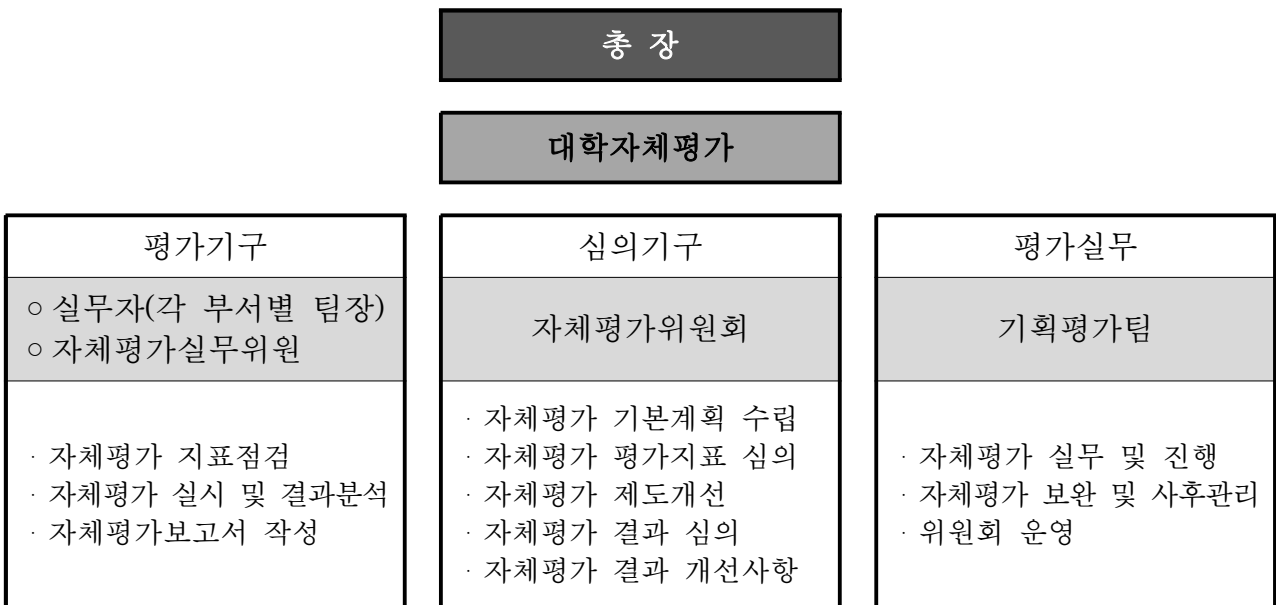 총 장
대학자체평가
평가기구
○ 실무자(각 부서별 팀장)
○ 자체평가실무위원
· 자체평가 지표점검
· 자체평가 실시 및 결과분석
· 자체평가보고서 작성
심의기구
자체평가위원회
· 자체평가 기본계획 수립
· 자체평가 평가지표 심의
· 자체평가 제도개선
· 자체평가 결과 심의
· 자체평가 결과 개선사항
평가실무
기획평가팀
· 자체평가 실무 및 진행
· 자체평가 보완 및 사후관리
· 위원회 운영